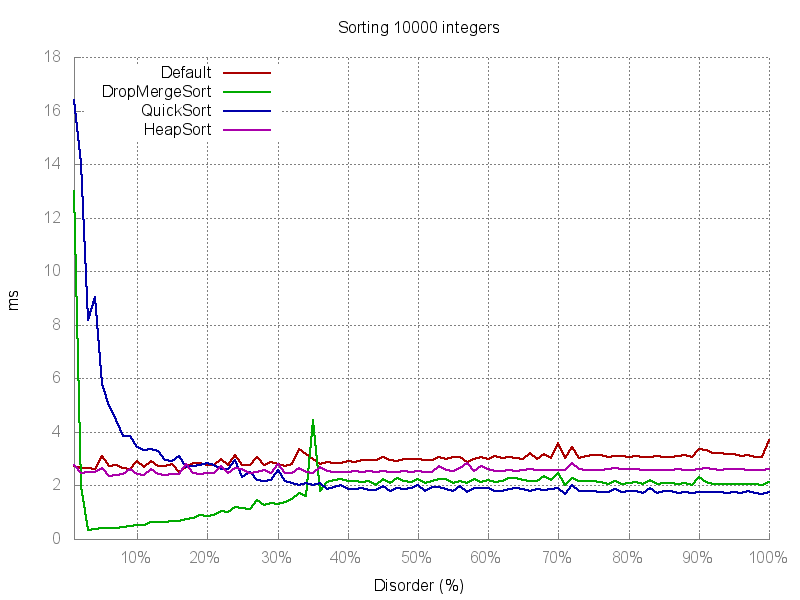 Sorting 10000 integers
18
16
14
12
10
8
6
4
2
0
ms
Default
DropMergeSort
QuickSort
HeapSort
10%
20%
30%
40%
50%
60%
70%
80%
90%
100%
Disorder (%)